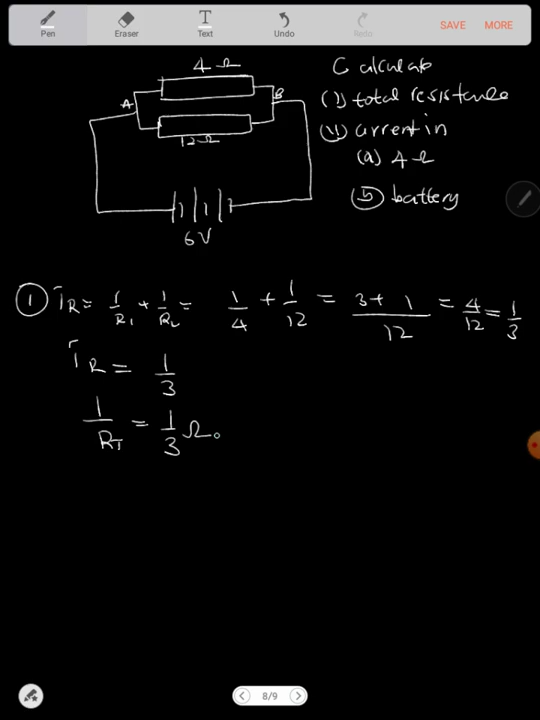 Pen Eraser Text Undo Redo SAVE MORE
4 Ω
A B
12 Ω
6V
Calculate
(i) total resistance
(ii) current in
(a) 4 Ω
(b) battery
① TR = 1/R1 + 1/R2 = 1/4 + 1/12 = 3+1/12 = 4/12 = 1/3
TR = 1/3
1/RT = 1/3 Ω.
8/9